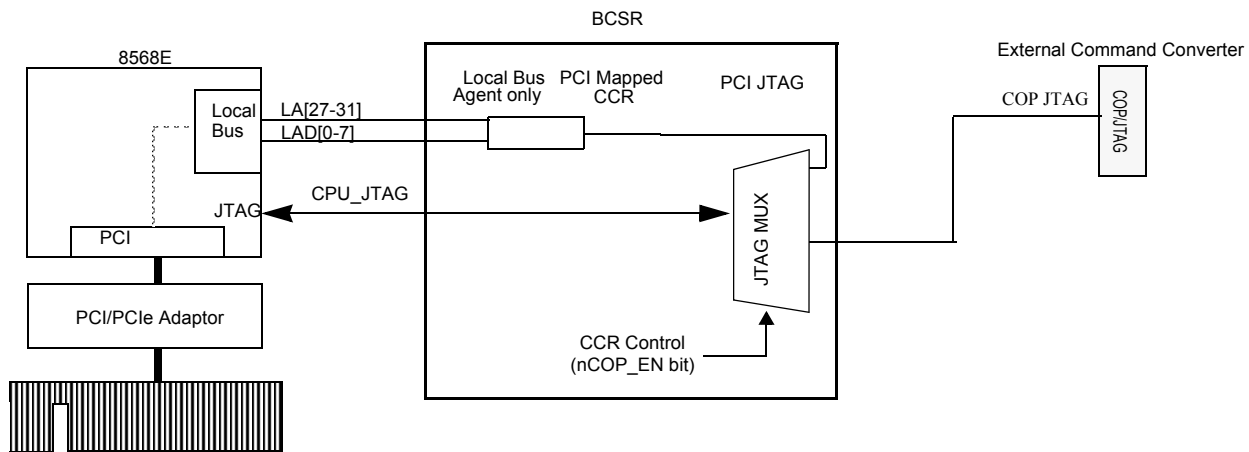 BCSR
8568E
External Command Converter
Local Bus
Agent only
PCI Mapped
CCR
PCI JTAG
Local
Bus
LA[27-31]
LAD[0-7]
COP JTAG
COP/JTAG
JTAG
CPU_JTAG
PCI
JTAG MUX
PCI/PCIe Adaptor
CCR Control
(nCOP_EN bit)